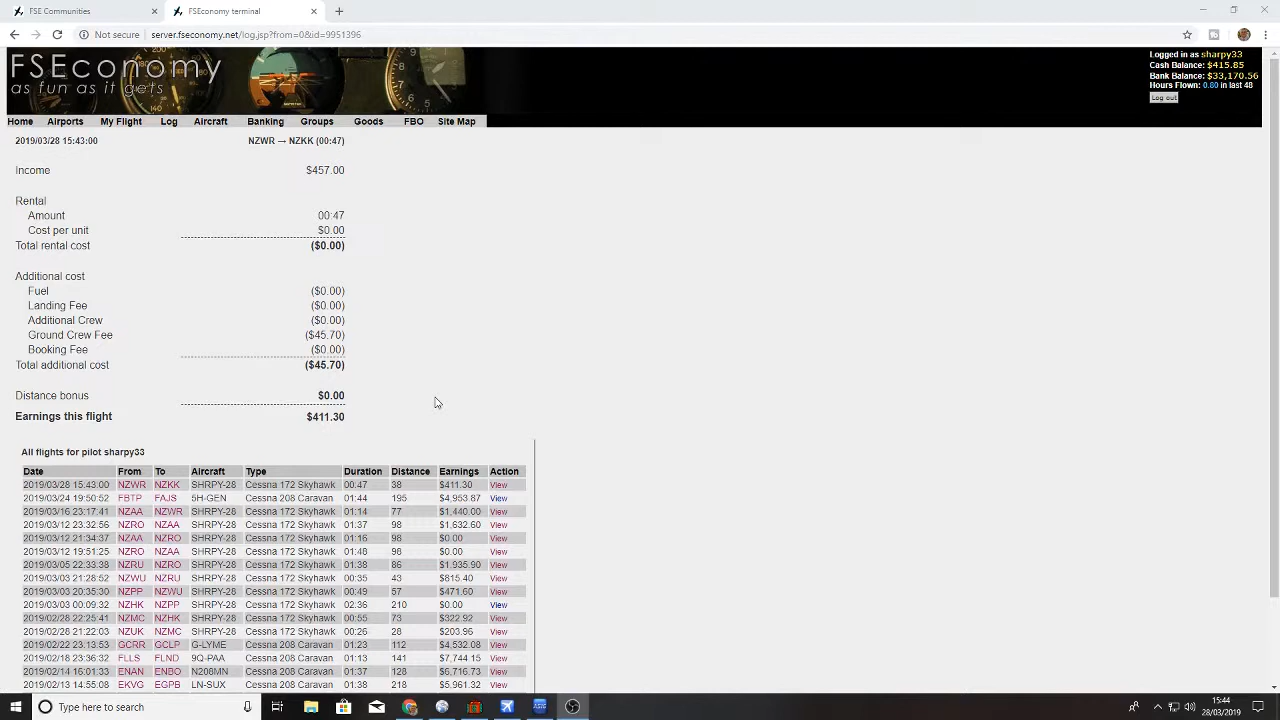 FSE Communities
FSEconomy terminal
Not secure server.fseconomy.net/log.jsp?from=0&id=9951396
FSEconomy
as fun as it gets
Logged in as sharpy33
Cash Balance: $415.85
Bank Balance: $33,170.56
Hours Flown: 0.80 in last 48
Log out
Home Airports My Flight Log Aircraft Banking Groups Goods FBO Site Map
2019/03/28 15:43:00 NZWR → NZKK (00:47)
Income $457.00
Rental
Amount 00:47
Cost per unit $0.00
Total rental cost ($0.00)
Additional cost
Fuel ($0.00)
Landing Fee ($0.00)
Additional Crew ($0.00)
Ground Crew Fee ($45.70)
Booking Fee ($0.00)
Total additional cost ($45.70)
Distance bonus $0.00
Earnings this flight $411.30
All flights for pilot sharpy33
Date From To Aircraft Type Duration Distance Earnings Action
2019/03/28 15:43:00 NZWR NZKK SHRPY-28 Cessna 172 Skyhawk 00:47 38 $411.30 View
2019/03/24 19:50:52 FBTP FAJS 5H-GEN Cessna 208 Caravan 01:44 195 $4,953.87 View
2019/03/16 23:17:41 NZAA NZWR SHRPY-28 Cessna 172 Skyhawk 01:14 77 $1,440.00 View
2019/03/12 23:32:56 NZRO NZAA SHRPY-28 Cessna 172 Skyhawk 01:37 98 $1,632.60 View
2019/03/12 21:34:37 NZAA NZRO SHRPY-28 Cessna 172 Skyhawk 01:16 98 $0.00 View
2019/03/12 19:51:25 NZRO NZAA SHRPY-28 Cessna 172 Skyhawk 01:48 98 $0.00 View
2019/03/05 22:33:38 NZRU NZRO SHRPY-28 Cessna 172 Skyhawk 01:38 86 $1,935.90 View
2019/03/03 21:28:52 NZWU NZRU SHRPY-28 Cessna 172 Skyhawk 00:35 43 $815.40 View
2019/03/03 20:35:30 NZPP NZWU SHRPY-28 Cessna 172 Skyhawk 00:49 57 $471.60 View
2019/03/03 00:09:32 NZHK NZPP SHRPY-28 Cessna 172 Skyhawk 02:36 210 $0.00 View
2019/02/28 22:25:41 NZMC NZHK SHRPY-28 Cessna 172 Skyhawk 00:55 73 $322.92 View
2019/02/28 21:22:03 NZUK NZMC SHRPY-28 Cessna 172 Skyhawk 00:26 28 $203.96 View
2019/02/22 23:13:53 GCRR GCLP G-LYME Cessna 208 Caravan 01:23 112 $4,532.08 View
2019/02/18 23:36:32 FLLS FLND 9Q-PAA Cessna 208 Caravan 01:13 141 $7,744.15 View
2019/02/14 16:01:33 ENAN ENBO N208MN Cessna 208 Caravan 01:37 128 $6,716.73 View
2019/02/13 14:55:08 EKVG EGPB LN-SUX Cessna 208 Caravan 01:38 218 $5,961.32 View
Type here to search
15:44
28/03/2019